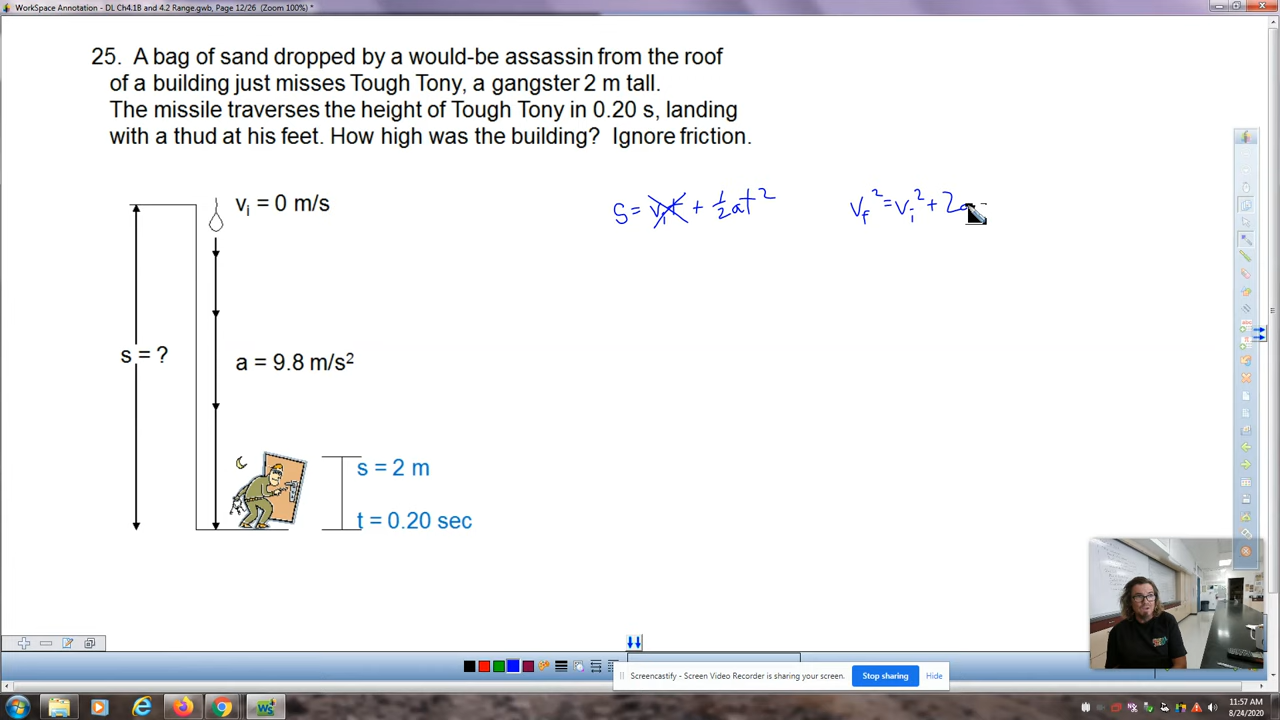 WorkSpace Annotation - DL Ch4.1B and 4.2 Range.gwb, Page 12/26 (Zoom 100%) *
25. A bag of sand dropped by a would-be assassin from the roof
of a building just misses Tough Tony, a gangster 2 m tall.
The missile traverses the height of Tough Tony in 0.20 s, landing
with a thud at his feet. How high was the building? Ignore friction.
vi = 0 m/s
s = vit + 1/2 at²
vf² = vi² + 2a
s = ?
a = 9.8 m/s²
s = 2 m
t = 0.20 sec
Screencastify - Screen Video Recorder is sharing your screen.
Stop sharing
Hide
11:57 AM
8/24/2020